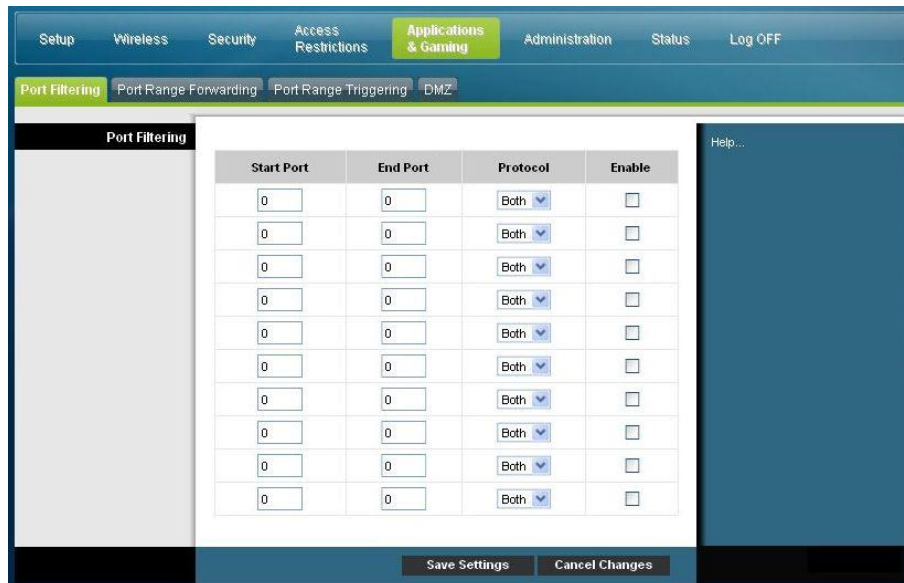 Setup Wireless Security Access Restrictions Applications & Gaming Administration Status Log OFF
Port Filtering Port Range Forwarding Port Range Triggering DMZ
Port Filtering
Help...
Start Port End Port Protocol Enable
0 0 Both
0 0 Both
0 0 Both
0 0 Both
0 0 Both
0 0 Both
0 0 Both
0 0 Both
0 0 Both
0 0 Both
Save Settings Cancel Changes